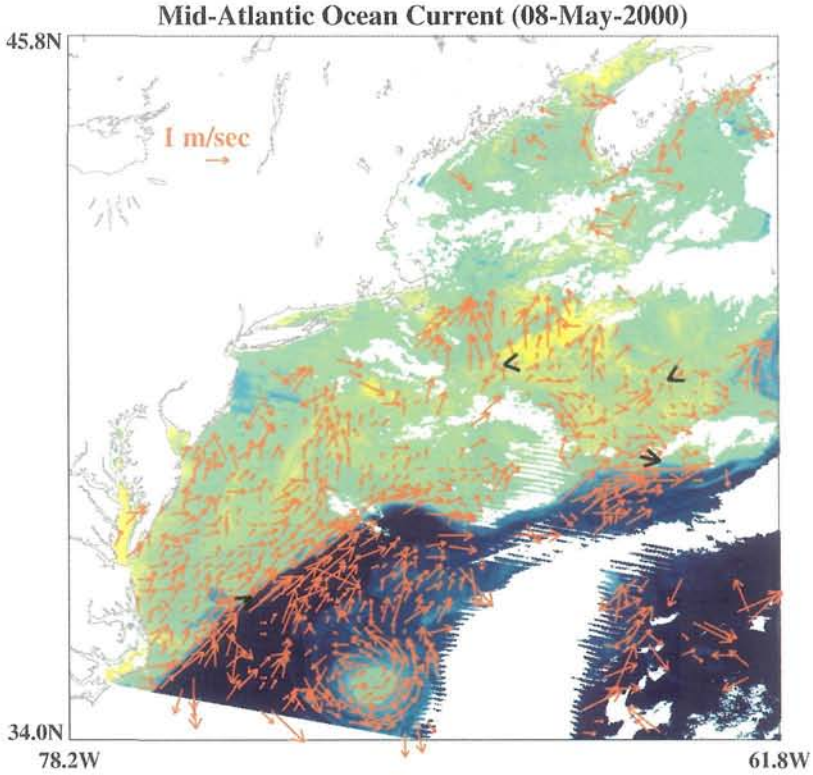 Mid-Atlantic Ocean Current (08-May-2000)
45.8N
1 m/sec
34.0N
78.2W
61.8W